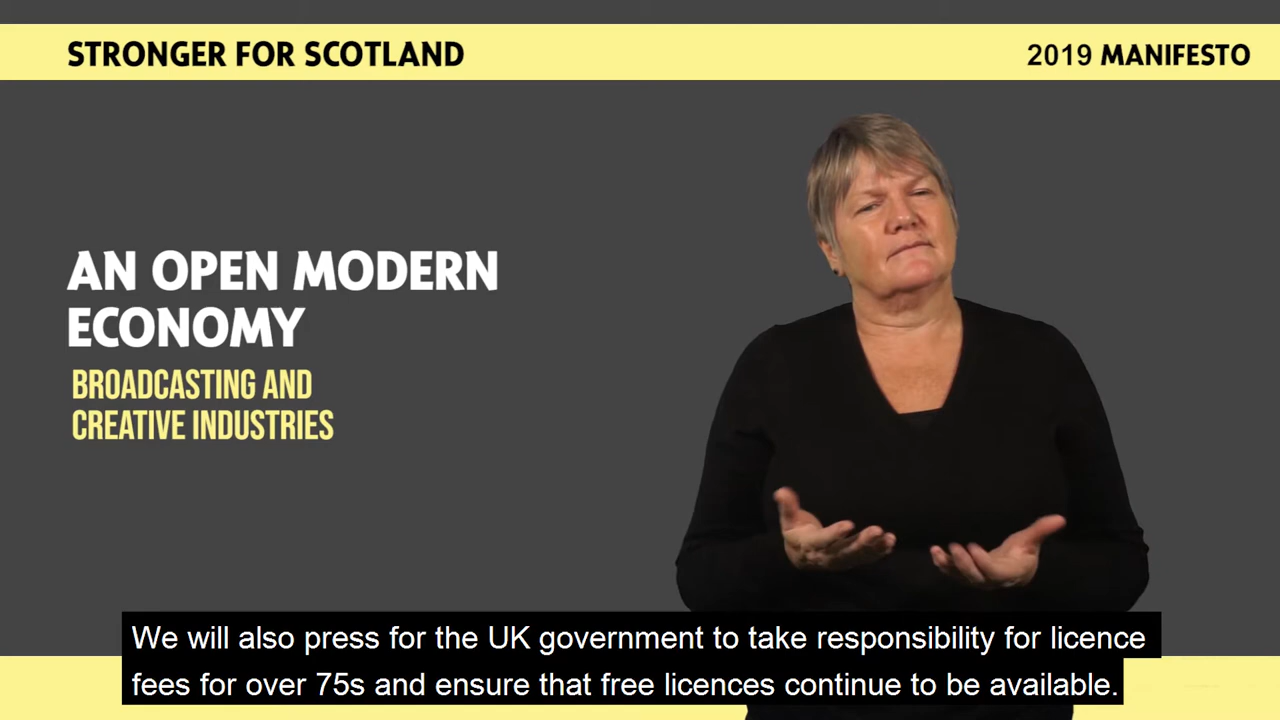 STRONGER FOR SCOTLAND
2019 MANIFESTO
AN OPEN MODERN
ECONOMY
BROADCASTING AND
CREATIVE INDUSTRIES
We will also press for the UK government to take responsibility for licence
fees for over 75s and ensure that free licences continue to be available.